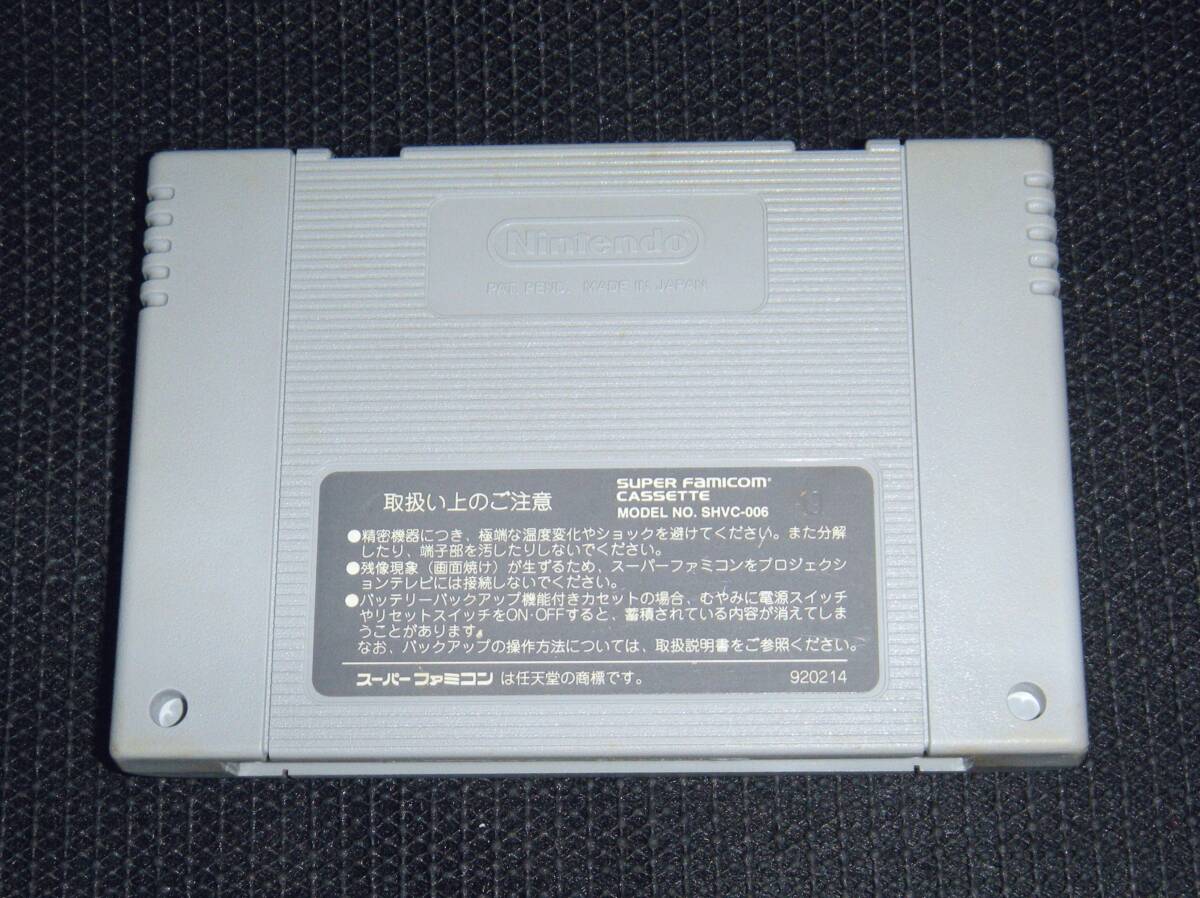 Nintendo
PAT. PEND. MADE IN JAPAN
取扱い上のご注意
SUPER FAMICOM
CASSETTE
MODEL NO. SHVC-006
●精密機器につき、極端な温度変化やショックを避けてください。また分解
したり、端子部を汚したりしないでください。
●残像現象（画面焼け）が生ずるため、スーパーファミコンをプロジェクシ
ョンテレビには接続しないでください。
●バッテリーバックアップ機能付きカセットの場合、むやみに電源スイッチ
やリセットスイッチをON・OFFすると、蓄積されている内容が消えてしま
うことがあります。
なお、バックアップの操作方法については、取扱説明書をご参照ください。
スーパーファミコン は任天堂の商標です。
920214